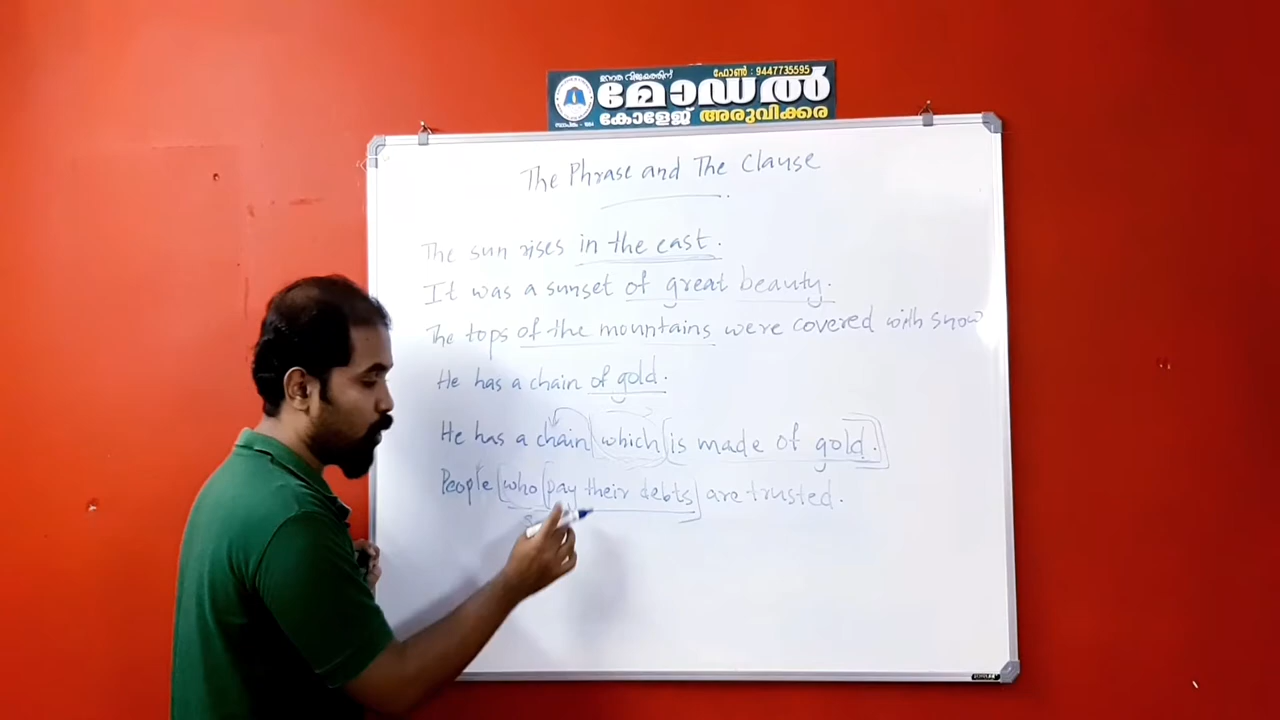 ജനത വിജയത്തിന് ഫോൺ : 9447735595
മോഡൽ
കോളേജ് അരുവിക്കര
The Phrase and The Clause
The sun rises in the east.
It was a sunset of great beauty.
The tops of the mountains were covered with snow
He has a chain of gold.
He has a chain which is made of gold.
People who pay their debts are trusted.
S